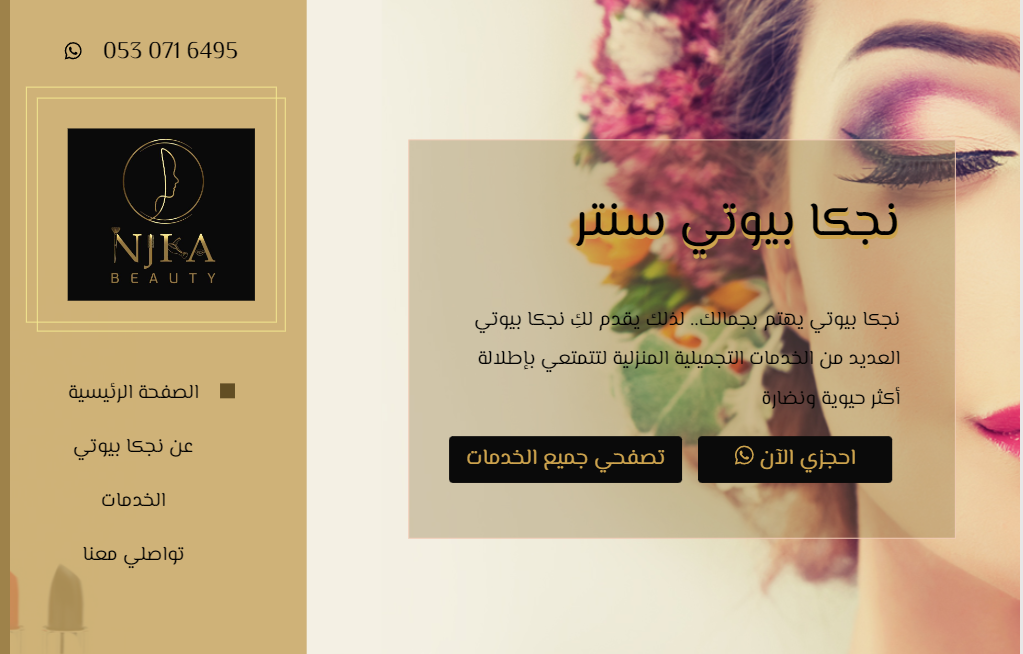 053 071 6495
NJKA
BEAUTY
الصفحة الرئيسية
عن نجكا بيوتي
الخدمات
تواصلي معنا
نجكا بيوتي سنتر
نجكا بيوتي يهتم بجمالك.. لذلك يقدم لكِ نجكا بيوتي
العديد من الخدمات التجميلية المنزلية لتتمتعي بإطلالة
أكثر حيوية ونضارة
احجزي الآن
تصفحي جميع الخدمات